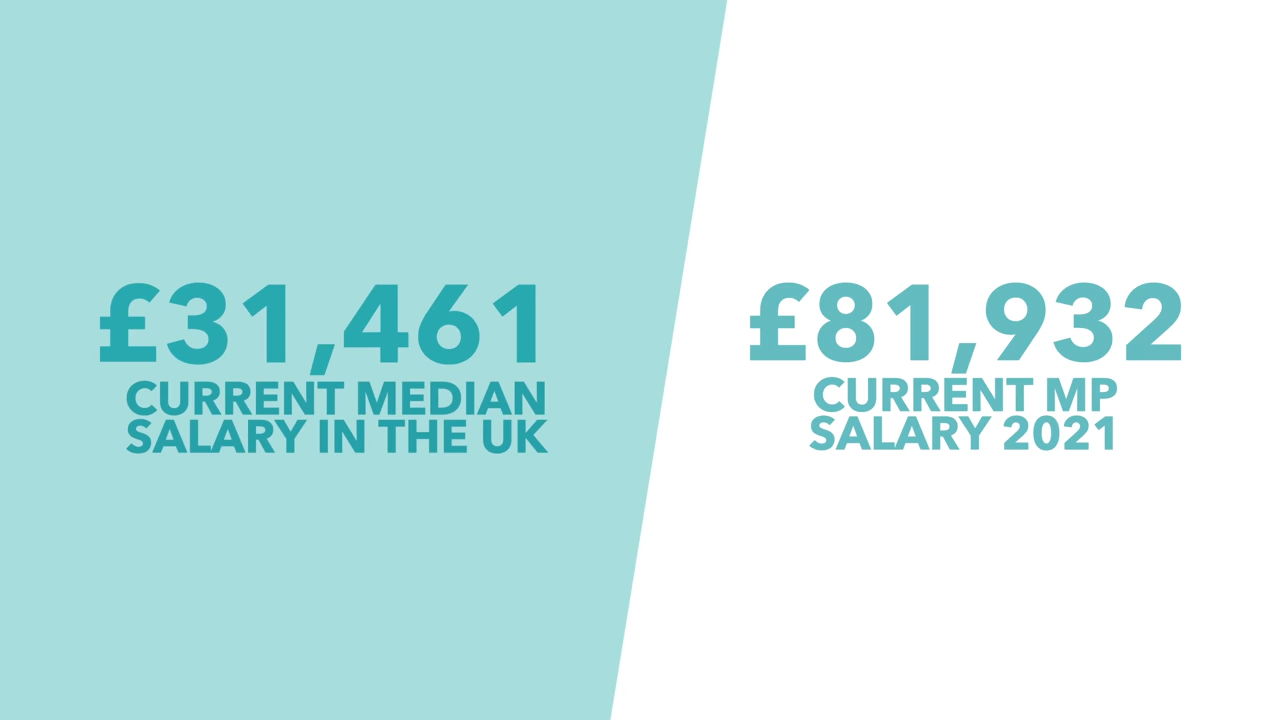 £31,461
CURRENT MEDIAN
SALARY IN THE UK
£81,932
CURRENT MP
SALARY 2021